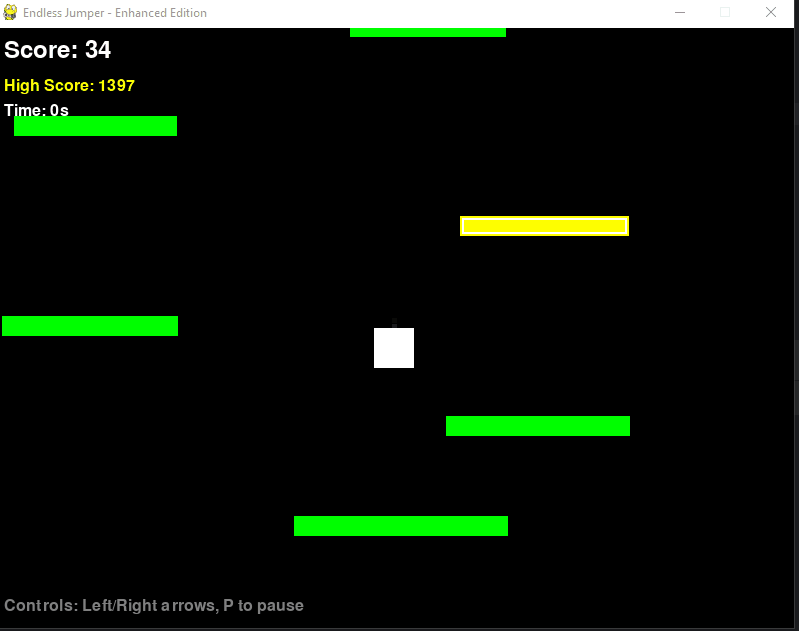 Endless Jumper - Enhanced Edition
Score: 34
High Score: 1397
Time: 0s
Controls: Left/Right arrows, P to pause